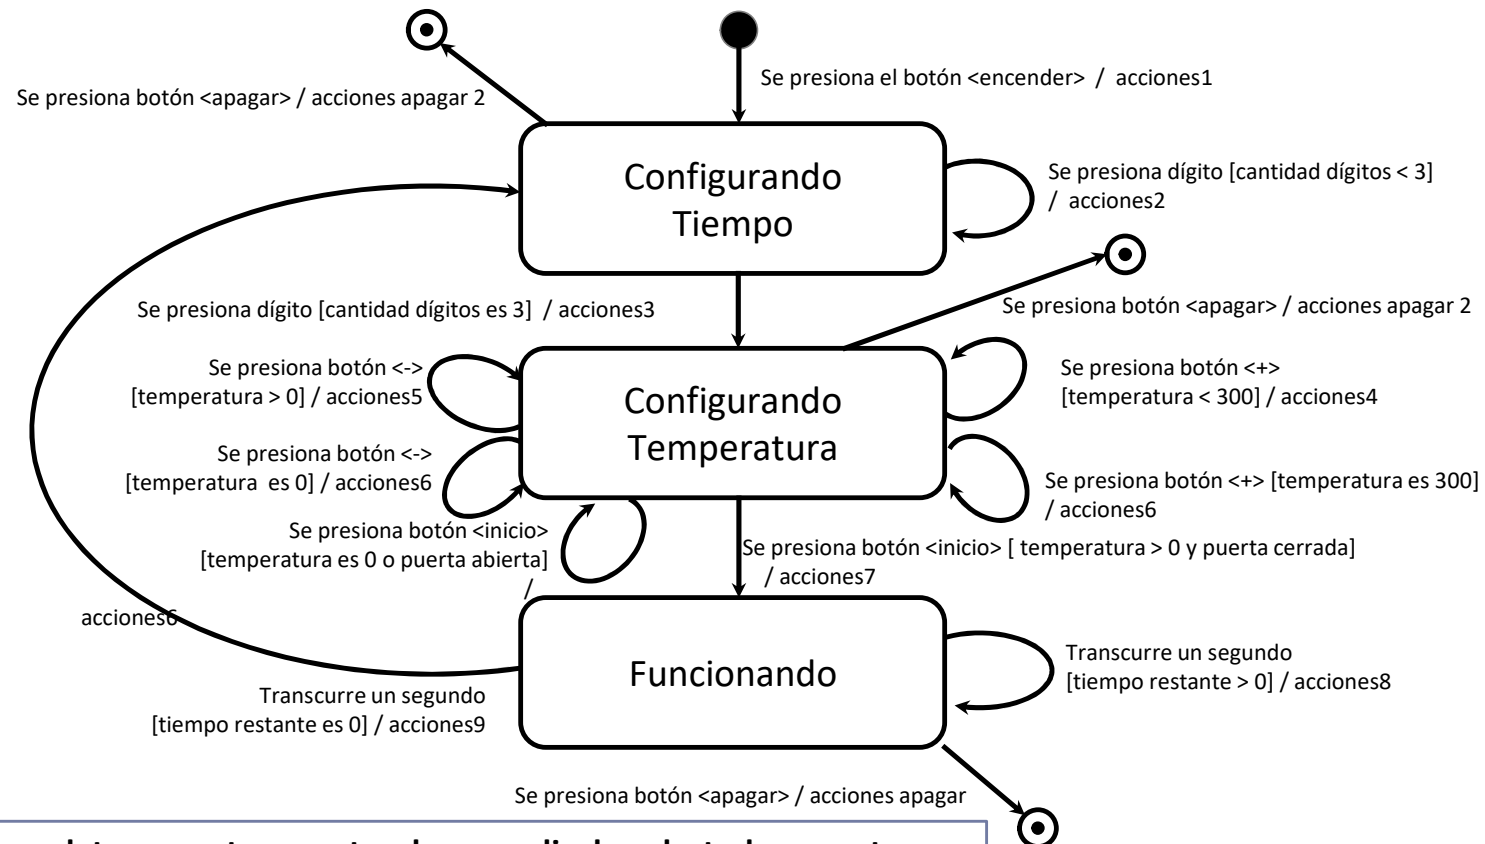 Se presiona el botón <encender> / acciones1
Se presiona botón <apagar> / acciones apagar 2
Configurando
Tiempo
Se presiona dígito [cantidad dígitos < 3]
/ acciones2
Se presiona dígito [cantidad dígitos es 3] / acciones3
Se presiona botón <apagar> / acciones apagar 2
Se presiona botón <->
[temperatura > 0] / acciones5
Configurando
Temperatura
Se presiona botón <+>
[temperatura < 300] / acciones4
Se presiona botón <->
[temperatura es 0] / acciones6
Se presiona botón <+> [temperatura es 300]
/ acciones6
Se presiona botón <inicio>
[temperatura es 0 o puerta abierta]
/
acciones6
Se presiona botón <inicio> [ temperatura > 0 y puerta cerrada]
/ acciones7
Funcionando
Transcurre un segundo
[tiempo restante > 0] / acciones8
Transcurre un segundo
[tiempo restante es 0] / acciones9
Se presiona botón <apagar> / acciones apagar